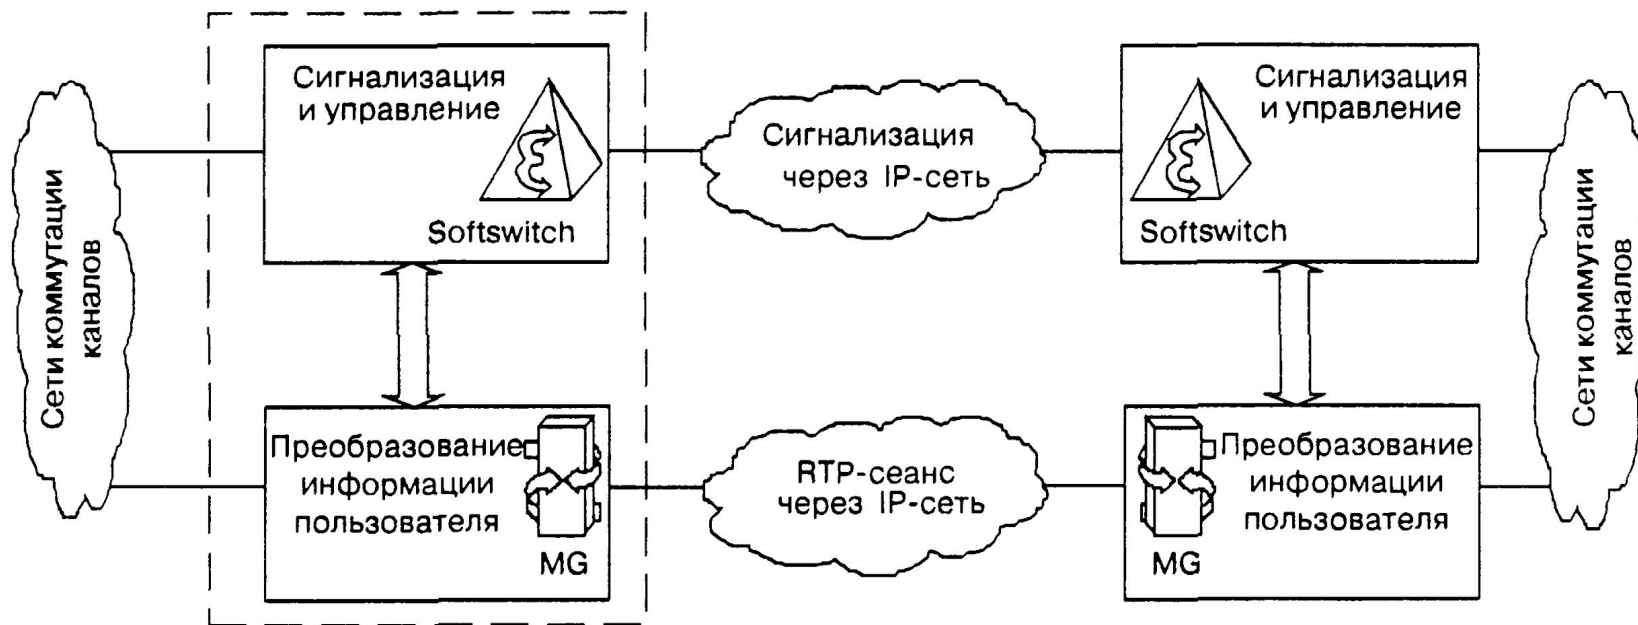 Сигнализация
и управление
Softswitch
Сигнализация
через IP-сеть
Сигнализация
и управление
Softswitch
Сети коммутации
каналов
Сети коммутации
каналов
Преобразование
информации
пользователя
MG
RTP-сеанс
через IP-сеть
Преобразование
информации
пользователя
MG